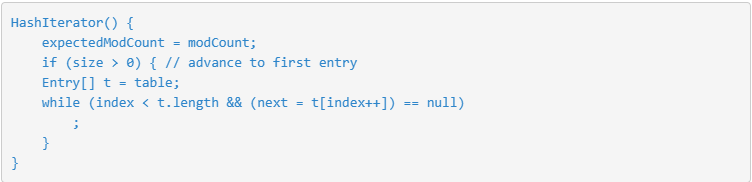 HashIterator() {
    expectedModCount = modCount;
    if (size > 0) { // advance to first entry
    Entry[] t = table;
    while (index < t.length && (next = t[index++]) == null)
        ;
    }
}